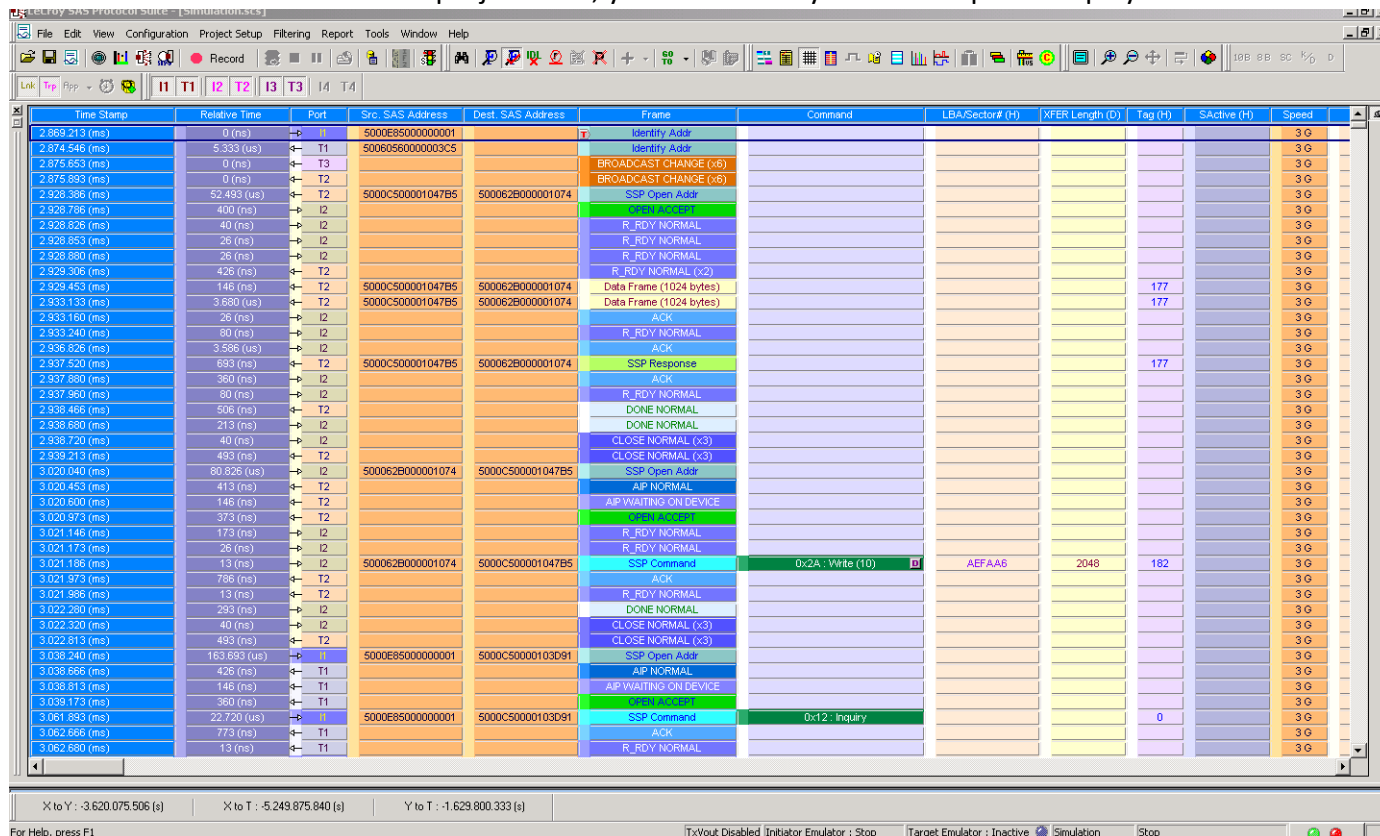 LeCroy SAS Protocol Suite - [Simulation.scs]
File Edit View Configuration Project Setup Filtering Report Tools Window Help
Record
Lnk Trp App I1 T1 I2 T2 I3 T3 I4 T4
Time Stamp Relative Time Port Src. SAS Address Dest. SAS Address Frame Command LBA/Sector# (H) XFER Length (D) Tag (H) SActive (H) Speed
2.869.213 (ms) 0 (ns) I1 5000E85000000001 Identify Addr 3 G
2.874.546 (ms) 5.333 (us) T1 50060560000003C5 Identify Addr 3 G
2.875.653 (ms) 0 (ns) T3 BROADCAST CHANGE (x6) 3 G
2.875.893 (ms) 0 (ns) T2 BROADCAST CHANGE (x6) 3 G
2.928.386 (ms) 52.493 (us) T2 5000C500001047B5 500062B000001074 SSP Open Addr 3 G
2.928.786 (ms) 400 (ns) I2 OPEN ACCEPT 3 G
2.928.826 (ms) 40 (ns) I2 R_RDY NORMAL 3 G
2.928.853 (ms) 26 (ns) I2 R_RDY NORMAL 3 G
2.928.880 (ms) 26 (ns) I2 R_RDY NORMAL 3 G
2.929.306 (ms) 426 (ns) T2 R_RDY NORMAL (x2) 3 G
2.929.453 (ms) 146 (ns) T2 5000C500001047B5 500062B000001074 Data Frame (1024 bytes) 177 3 G
2.933.133 (ms) 3.680 (us) T2 5000C500001047B5 500062B000001074 Data Frame (1024 bytes) 177 3 G
2.933.160 (ms) 26 (ns) I2 ACK 3 G
2.933.240 (ms) 80 (ns) I2 R_RDY NORMAL 3 G
2.936.826 (ms) 3.586 (us) I2 ACK 3 G
2.937.520 (ms) 693 (ns) T2 5000C500001047B5 500062B000001074 SSP Response 177 3 G
2.937.880 (ms) 360 (ns) I2 ACK 3 G
2.937.960 (ms) 80 (ns) I2 R_RDY NORMAL 3 G
2.938.466 (ms) 506 (ns) T2 DONE NORMAL 3 G
2.938.680 (ms) 213 (ns) I2 DONE NORMAL 3 G
2.938.720 (ms) 40 (ns) I2 CLOSE NORMAL (x3) 3 G
2.939.213 (ms) 493 (ns) T2 CLOSE NORMAL (x3) 3 G
3.020.040 (ms) 80.826 (us) I2 500062B000001074 5000C500001047B5 SSP Open Addr 3 G
3.020.453 (ms) 413 (ns) T2 AIP NORMAL 3 G
3.020.600 (ms) 146 (ns) T2 AIP WAITING ON DEVICE 3 G
3.020.973 (ms) 373 (ns) T2 OPEN ACCEPT 3 G
3.021.146 (ms) 173 (ns) I2 R_RDY NORMAL 3 G
3.021.173 (ms) 26 (ns) I2 R_RDY NORMAL 3 G
3.021.186 (ms) 13 (ns) I2 500062B000001074 5000C500001047B5 SSP Command 0x2A : Write (10) AEFAA6 2048 182 3 G
3.021.973 (ms) 786 (ns) T2 ACK 3 G
3.021.986 (ms) 13 (ns) T2 R_RDY NORMAL 3 G
3.022.280 (ms) 293 (ns) I2 DONE NORMAL 3 G
3.022.320 (ms) 40 (ns) I2 CLOSE NORMAL (x3) 3 G
3.022.813 (ms) 493 (ns) T2 CLOSE NORMAL (x3) 3 G
3.038.240 (ms) 163.693 (us) I1 5000E85000000001 5000C50000103D91 SSP Open Addr 3 G
3.038.666 (ms) 426 (ns) T1 AIP NORMAL 3 G
3.038.813 (ms) 146 (ns) T1 AIP WAITING ON DEVICE 3 G
3.039.173 (ms) 360 (ns) T1 OPEN ACCEPT 3 G
3.061.893 (ms) 22.720 (us) I1 5000E85000000001 5000C50000103D91 SSP Command 0x12 : Inquiry 0 3 G
3.062.666 (ms) 773 (ns) T1 ACK 3 G
3.062.680 (ms) 13 (ns) T1 R_RDY NORMAL 3 G
X to Y : -3.620.075.506 (s) X to T : -5.249.875.840 (s) Y to T : -1.629.800.333 (s)
For Help, press F1 TxVout Disabled Initiator Emulator : Stop Target Emulator : Inactive Simulation Stop